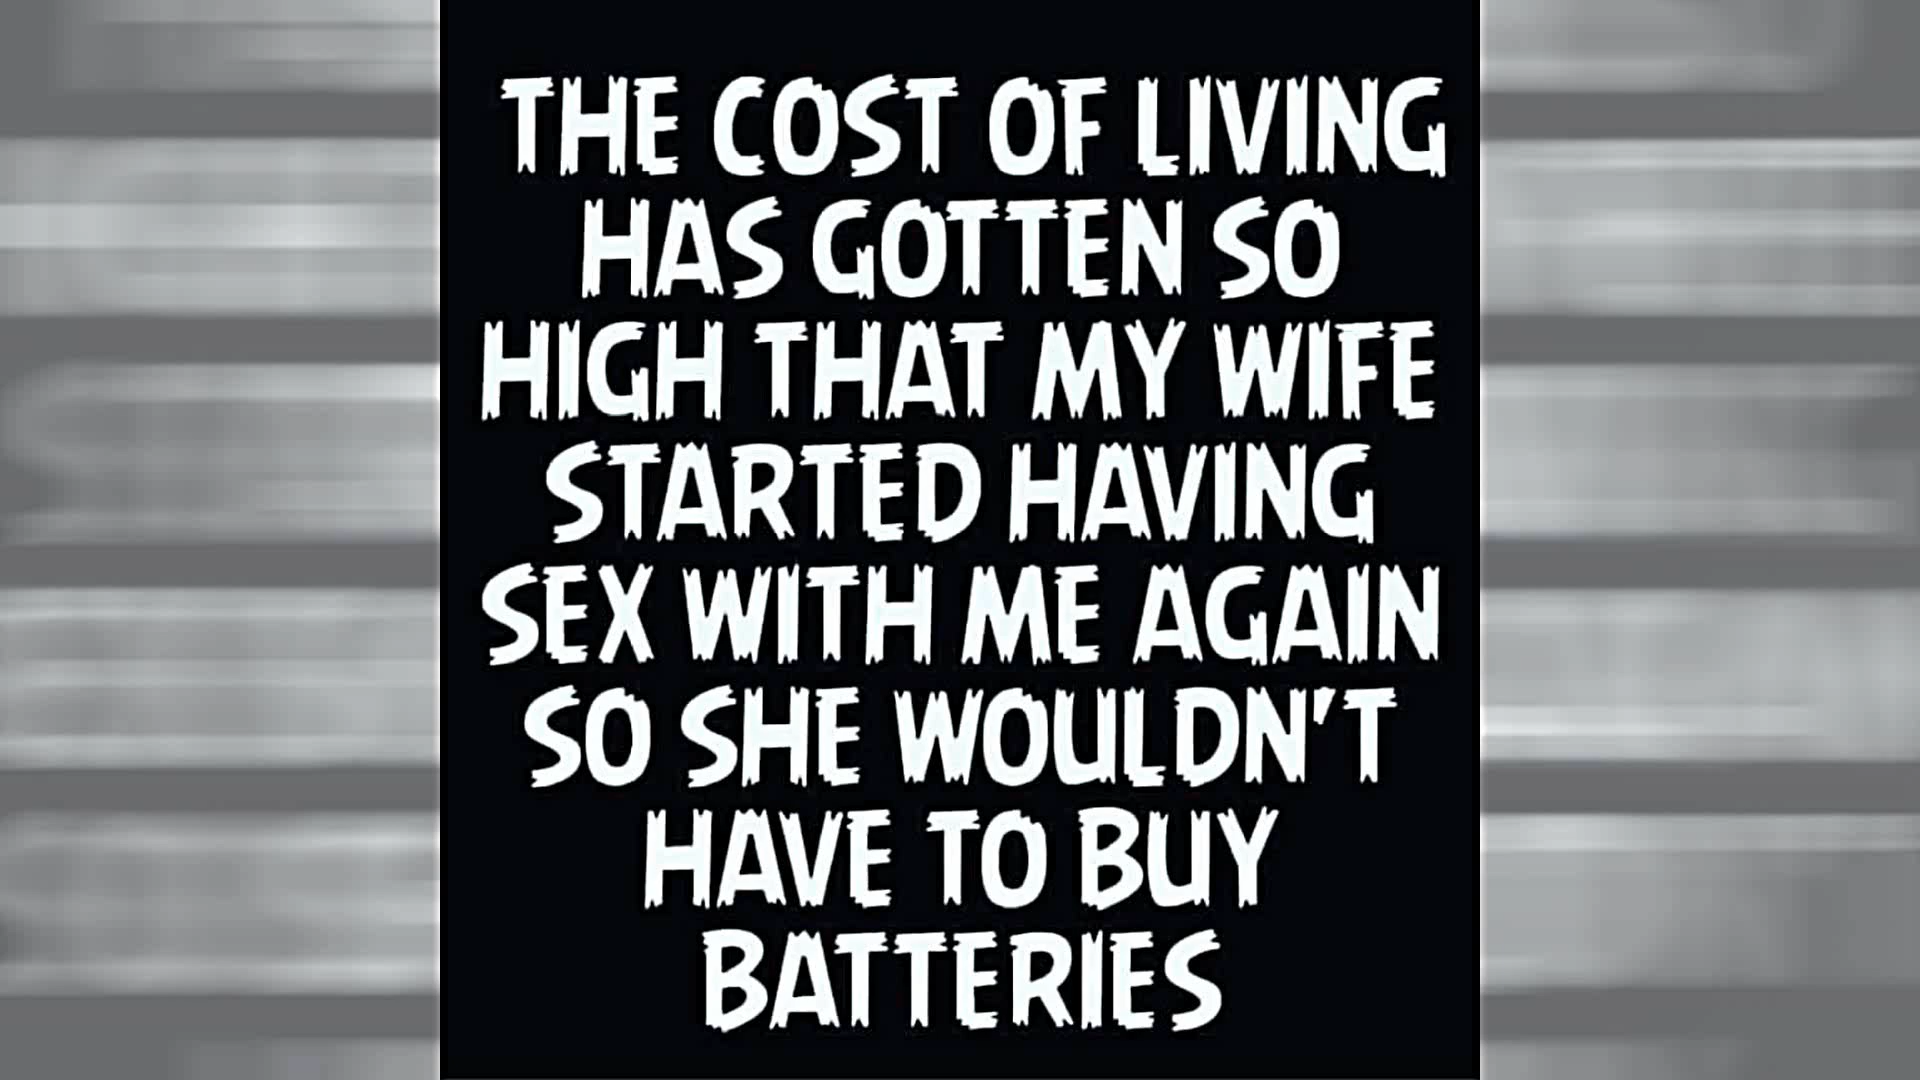 THE COST OF LIVING
HAS GOTTEN SO
HIGH THAT MY WIFE
STARTED HAVING
SEX WITH ME AGAIN
SO SHE WOULDN'T
HAVE TO BUY
BATTERIES